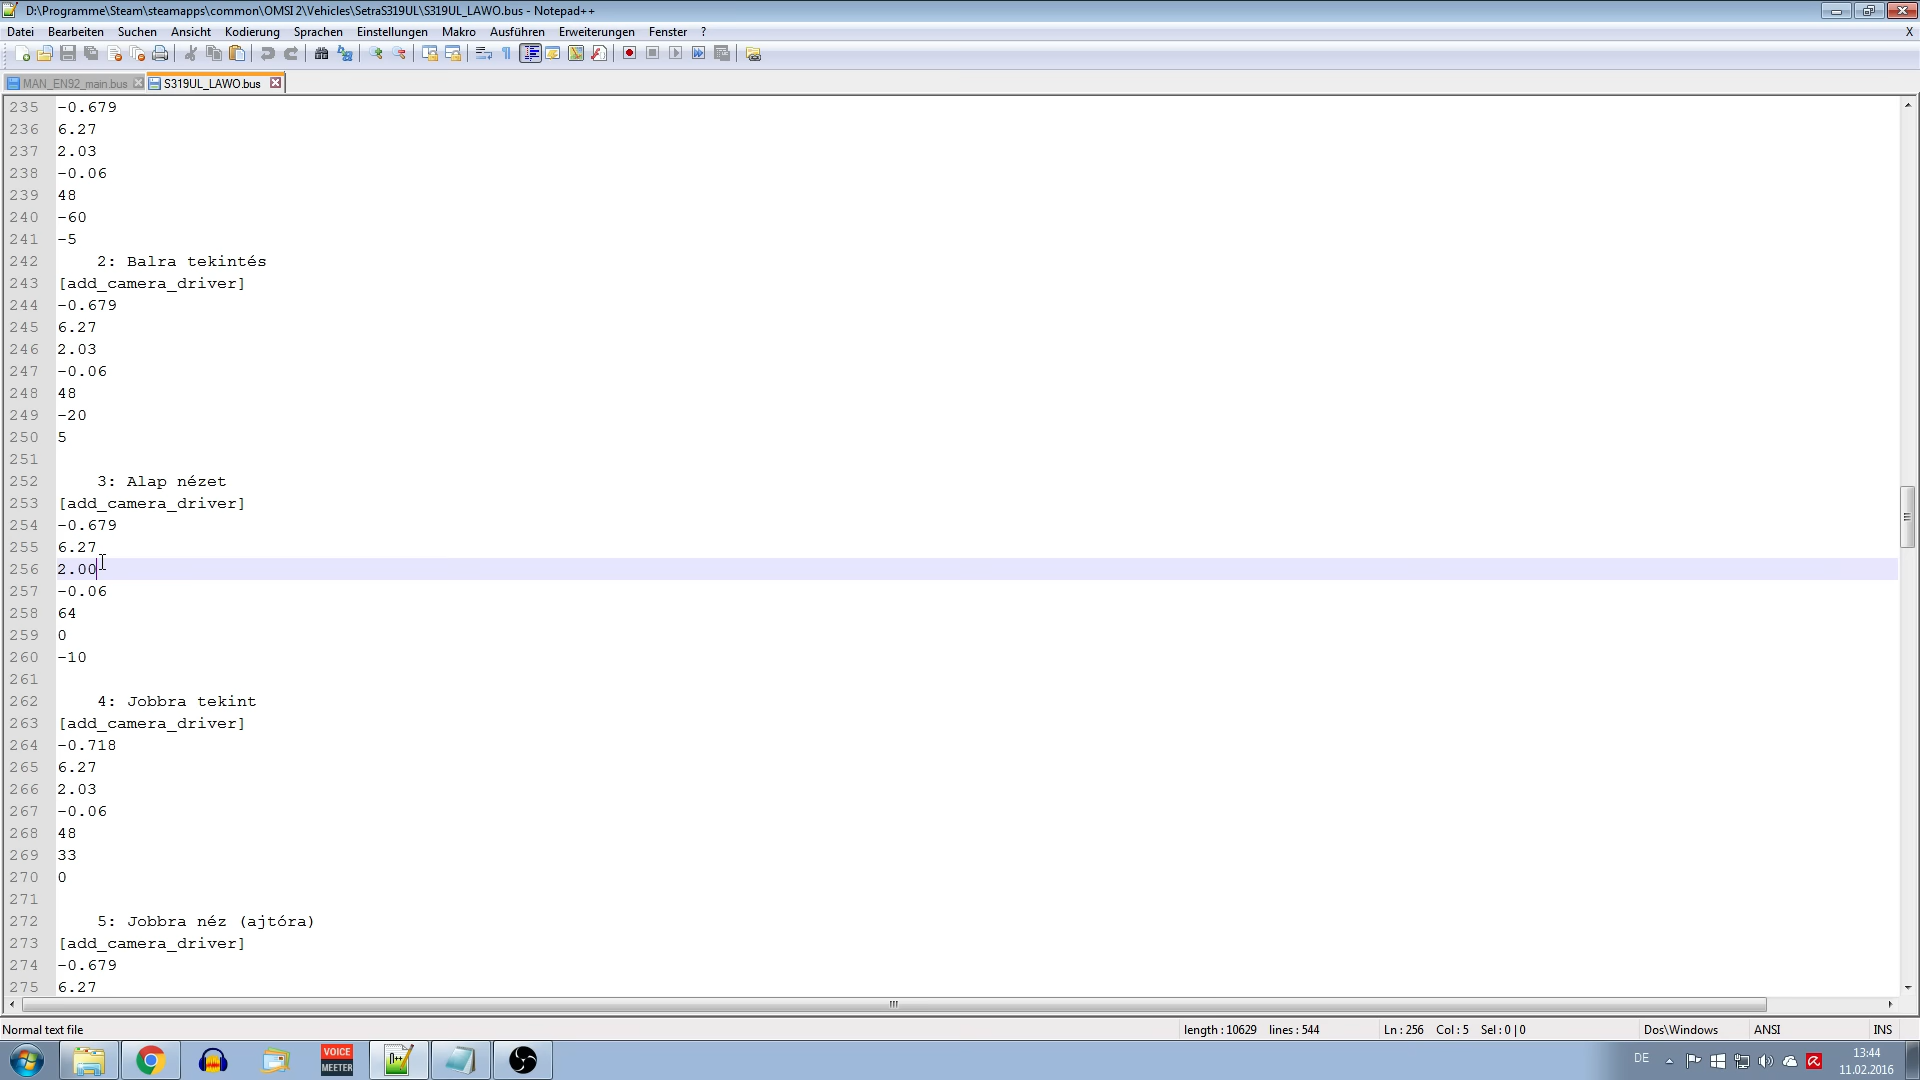 D:\Programme\Steam\steamapps\common\OMSI 2\Vehicles\SetraS319UL\S319UL_LAWO.bus - Notepad++
Datei Bearbeiten Suchen Ansicht Kodierung Sprachen Einstellungen Makro Ausführen Erweiterungen Fenster ? X
MAN_EN92_main.bus S319UL_LAWO.bus
235 -0.679
236 6.27
237 2.03
238 -0.06
239 48
240 -60
241 -5
242 2: Balra tekintés
243 [add_camera_driver]
244 -0.679
245 6.27
246 2.03
247 -0.06
248 48
249 -20
250 5
251
252 3: Alap nézet
253 [add_camera_driver]
254 -0.679
255 6.27
256 2.00
257 -0.06
258 64
259 0
260 -10
261
262 4: Jobbra tekint
263 [add_camera_driver]
264 -0.718
265 6.27
266 2.03
267 -0.06
268 48
269 33
270 0
271
272 5: Jobbra néz (ajtóra)
273 [add_camera_driver]
274 -0.679
275 6.27
Normal text file length : 10629 lines : 544 Ln : 256 Col : 5 Sel : 0 | 0 Dos\Windows ANSI INS
VOICE
MEETER
DE 13:44
11.02.2016